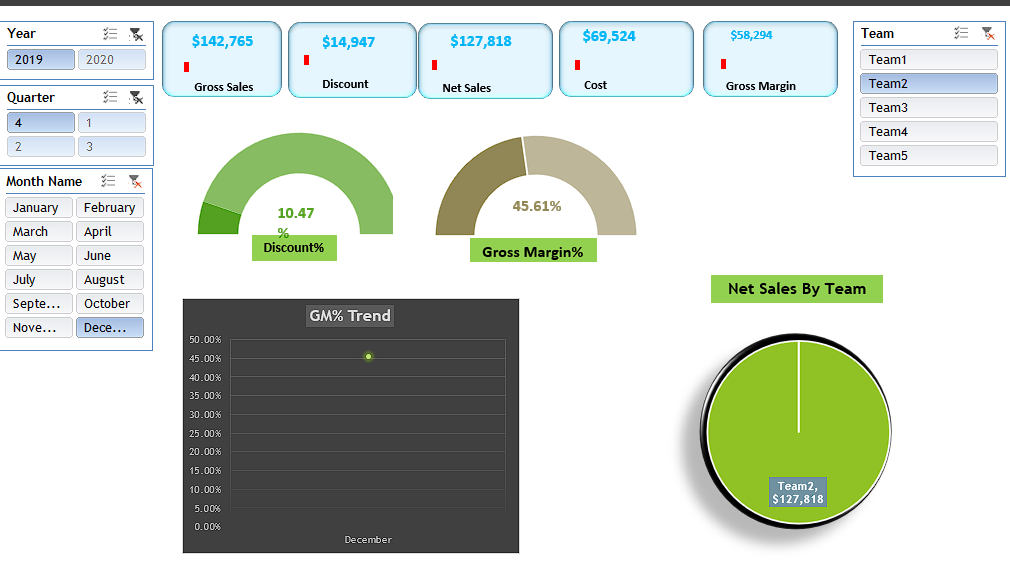 Year
2019
2020
Quarter
4
1
2
3
Month Name
January
February
March
April
May
June
July
August
Septe...
October
Nove...
Dece...
$142,765
Gross Sales
$14,947
Discount
$127,818
Net Sales
$69,524
Cost
$58,294
Gross Margin
Team
Team1
Team2
Team3
Team4
Team5
10.47
%
Discount%
45.61%
Gross Margin%
GM% Trend
50.00%
45.00%
40.00%
35.00%
30.00%
25.00%
20.00%
15.00%
10.00%
5.00%
0.00%
December
Net Sales By Team
Team2,
$127,818